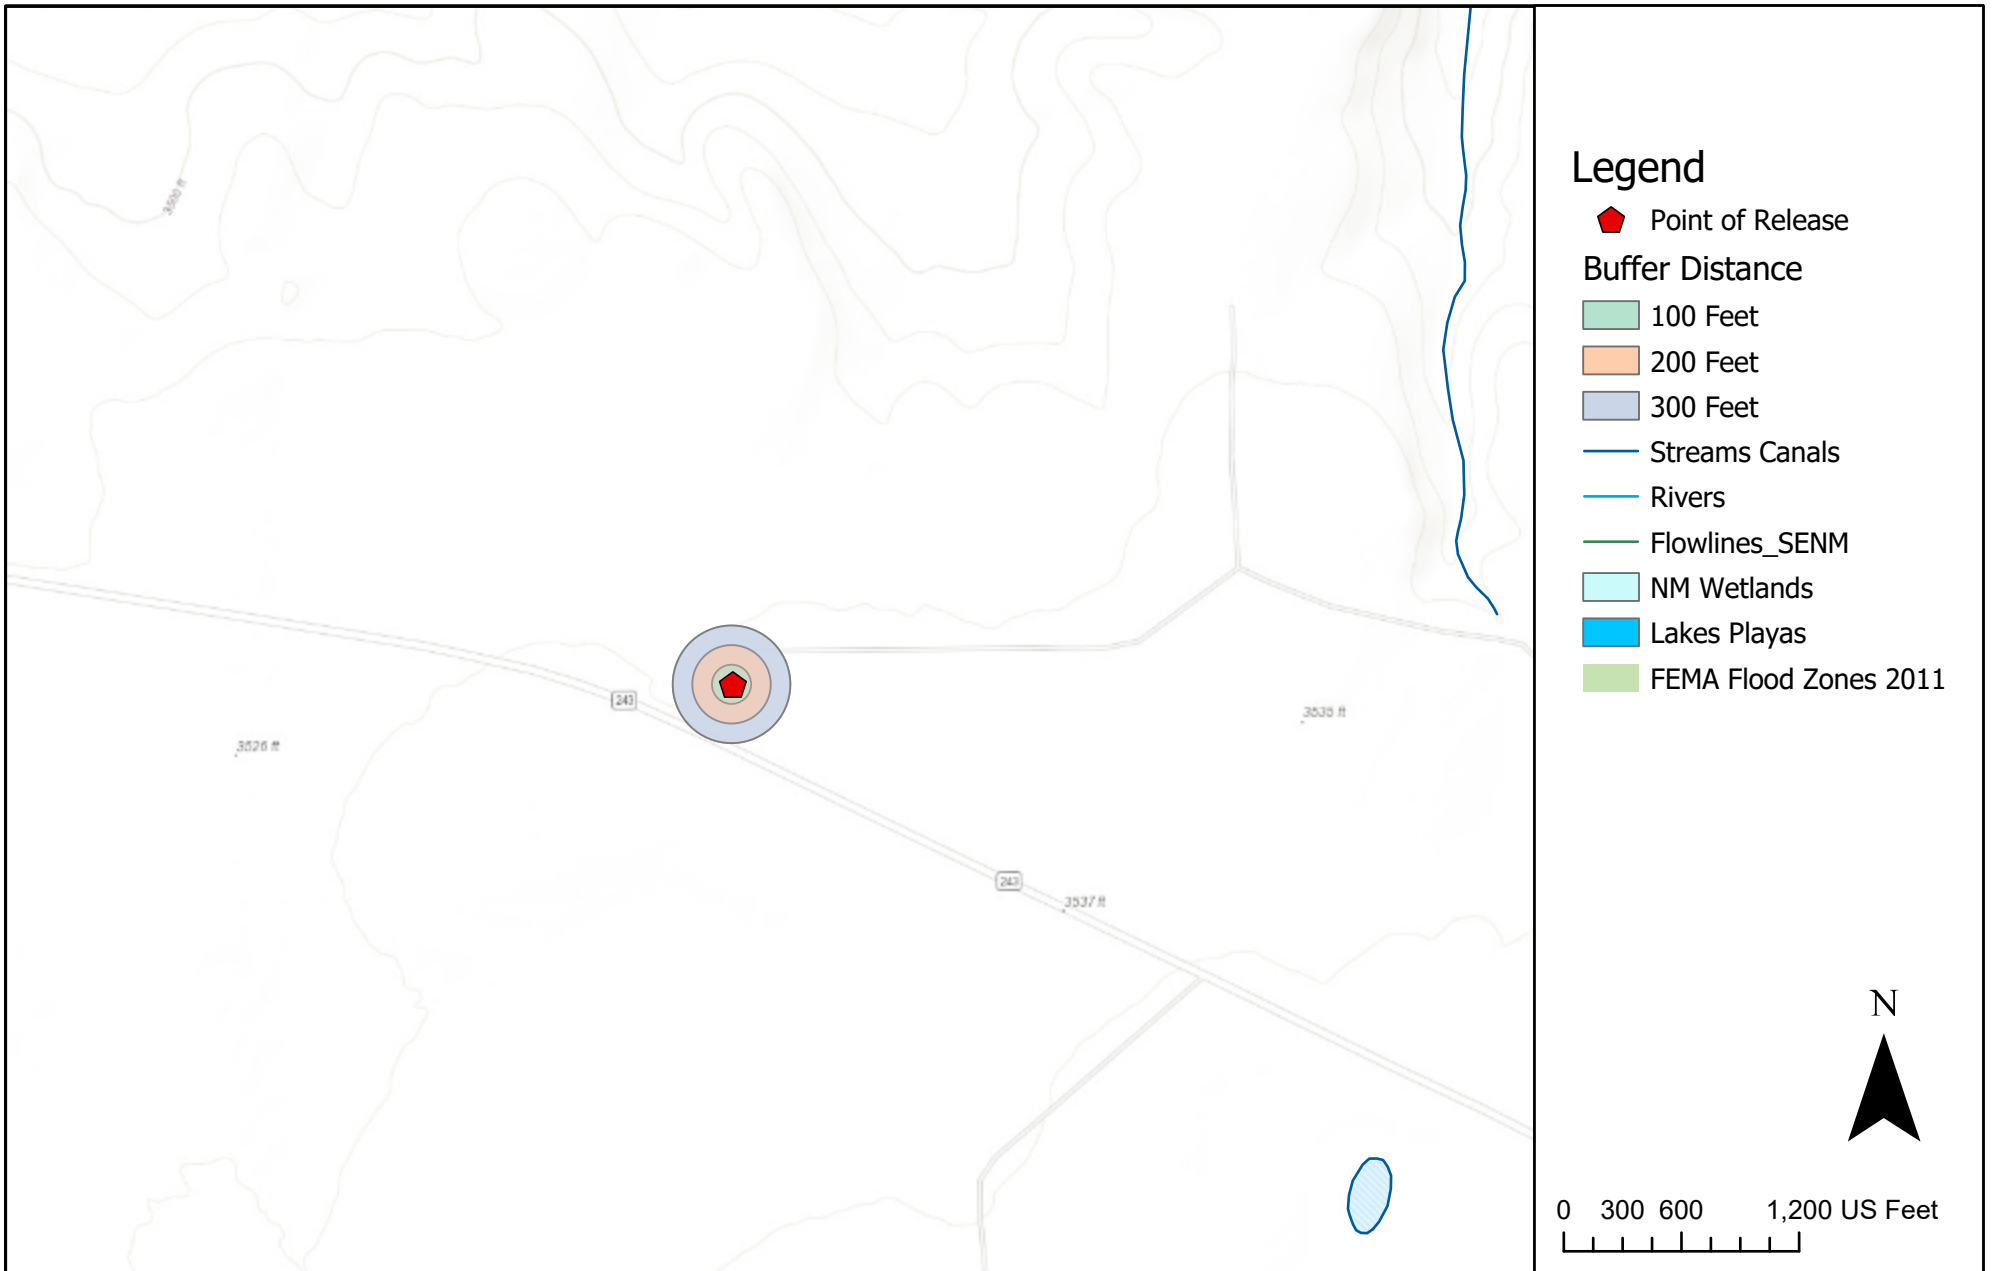 3500 ft
243
3526 ft
3535 ft
243
3537 ft
Legend
Point of Release
Buffer Distance
100 Feet
200 Feet
300 Feet
Streams Canals
Rivers
Flowlines_SENM
NM Wetlands
Lakes Playas
FEMA Flood Zones 2011
N
0 300 600 1,200 US Feet